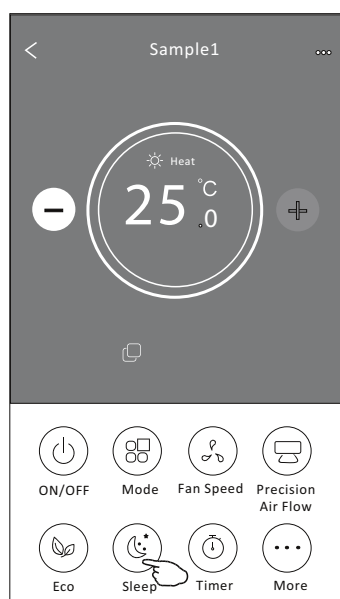 Sample1
Heat
25.0 °C
ON/OFF
Mode
Fan Speed
Precision
Air Flow
Eco
Sleep
Timer
More